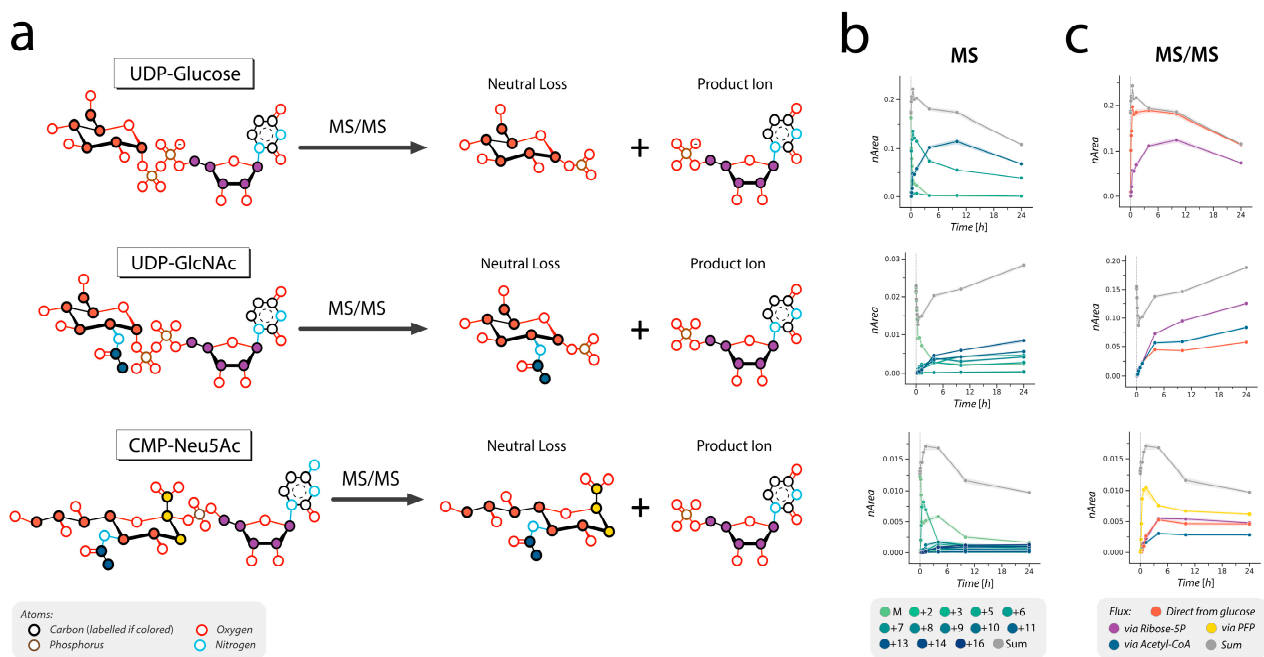 a
UDP-Glucose
MS/MS
Neutral Loss
+
Product Ion
UDP-GlcNAc
MS/MS
Neutral Loss
+
Product Ion
CMP-Neu5Ac
MS/MS
Neutral Loss
+
Product Ion
Atoms:
Carbon (labelled if colored)
Oxygen
Phosphorus
Nitrogen
b
MS
nArea
0.2
0.1
0.0
0 6 12 18 24
Time [h]
nArea
0.03
0.02
0.01
0.00
0 6 12 18 24
Time [h]
nArea
0.015
0.010
0.005
0.000
0 6 12 18 24
Time [h]
M +2 +3 +5 +6
+7 +8 +9 +10 +11
+13 +14 +16 Sum
c
MS/MS
nArea
0.2
0.1
0.0
0 6 12 18 24
Time [h]
nArea
0.20
0.15
0.10
0.05
0.00
0 6 12 18 24
Time [h]
nArea
0.015
0.010
0.005
0.000
0 6 12 18 24
Time [h]
Flux: Direct from glucose
via Ribose-5P via PEP
via Acetyl-CoA Sum